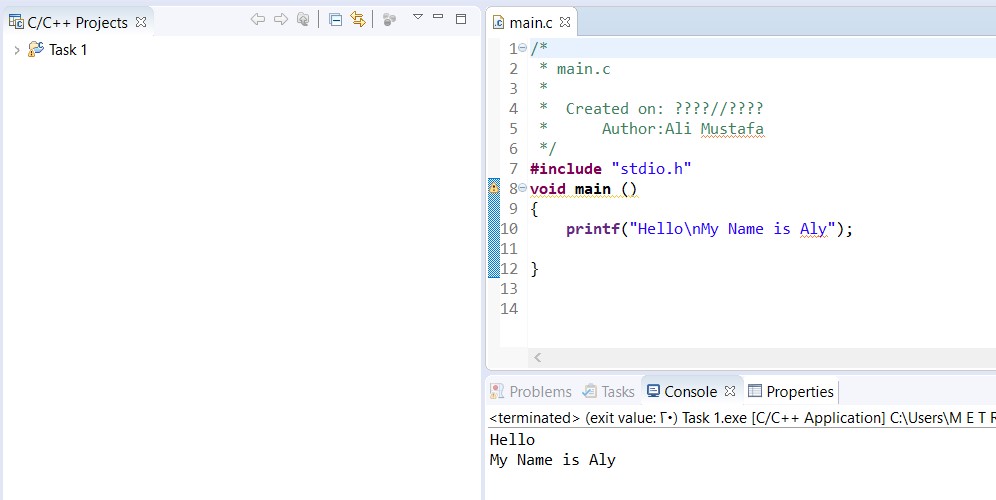 C/C++ Projects
Task 1
main.c
1 /*
2  * main.c
3  *
4  *  Created on: ????//????
5  *      Author:Ali Mustafa
6  */
7 #include "stdio.h"
8 void main ()
9 {
10     printf("Hello\nMy Name is Aly");
11
12 }
13
14
Problems Tasks Console Properties
<terminated> (exit value: ٢٠) Task 1.exe [C/C++ Application] C:\Users\M E T R
Hello
My Name is Aly